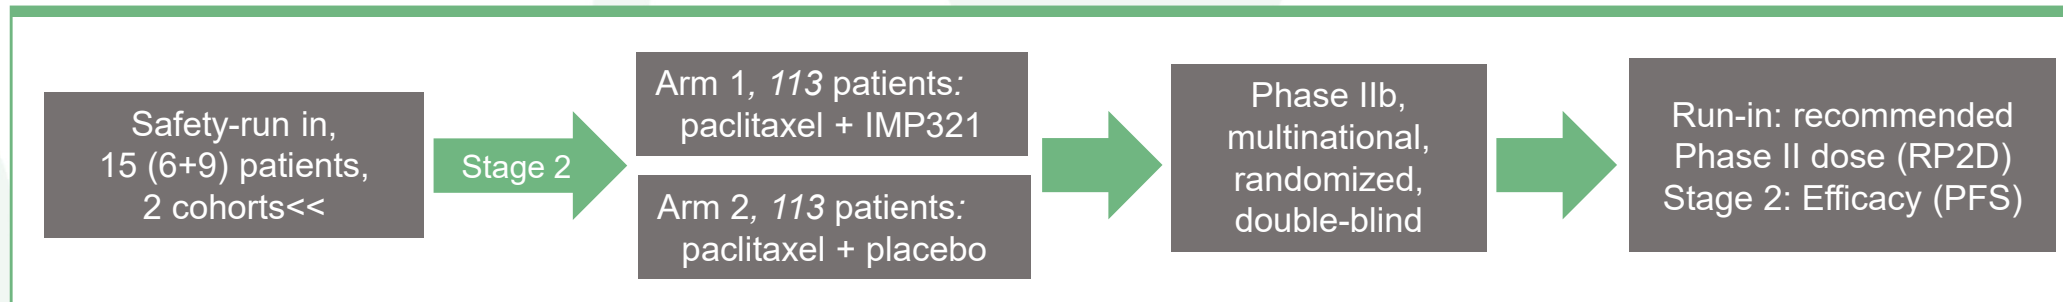 Safety-run in,
15 (6+9) patients,
2 cohorts<<
Stage 2
Arm 1, 113 patients:
paclitaxel + IMP321
Arm 2, 113 patients:
paclitaxel + placebo
Phase IIb,
multinational,
randomized,
double-blind
Run-in: recommended
Phase II dose (RP2D)
Stage 2: Efficacy (PFS)